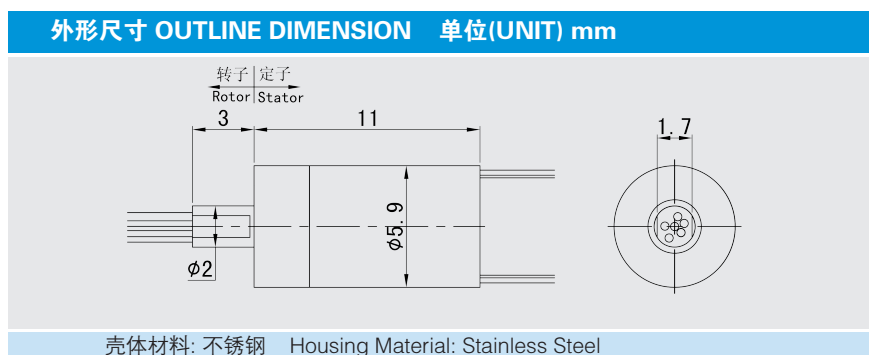 外形尺寸 OUTLINE DIMENSION 单位(UNIT) mm
转子 定子
Rotor Stator
3 11 1.7
ϕ5.9
ϕ2
壳体材料: 不锈钢 Housing Material: Stainless Steel